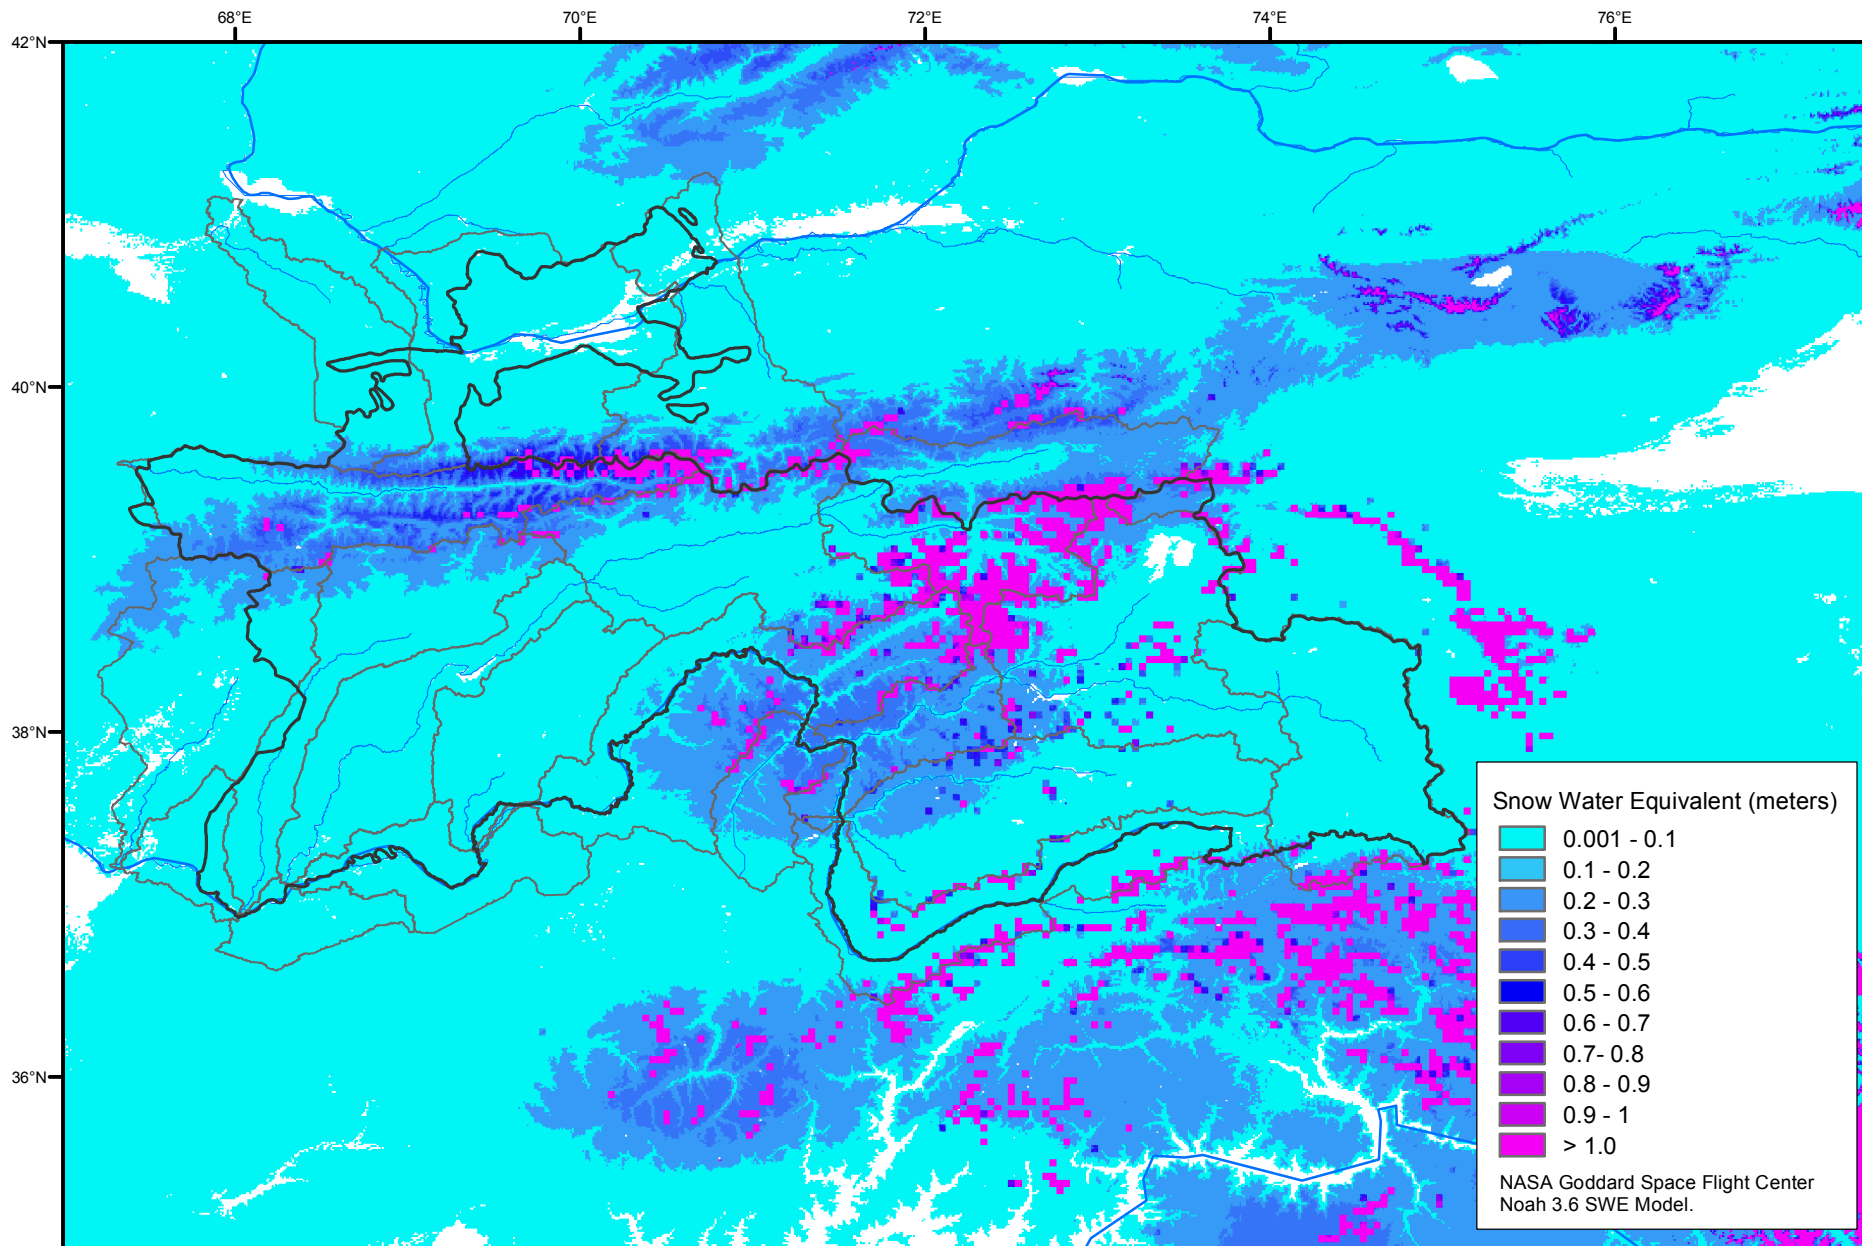 68°E
70°E
72°E
74°E
76°E
42°N
40°N
38°N
36°N
Snow Water Equivalent (meters)
0.001 - 0.1
0.1 - 0.2
0.2 - 0.3
0.3 - 0.4
0.4 - 0.5
0.5 - 0.6
0.6 - 0.7
0.7- 0.8
0.8 - 0.9
0.9 - 1
> 1.0
NASA Goddard Space Flight Center
Noah 3.6 SWE Model.